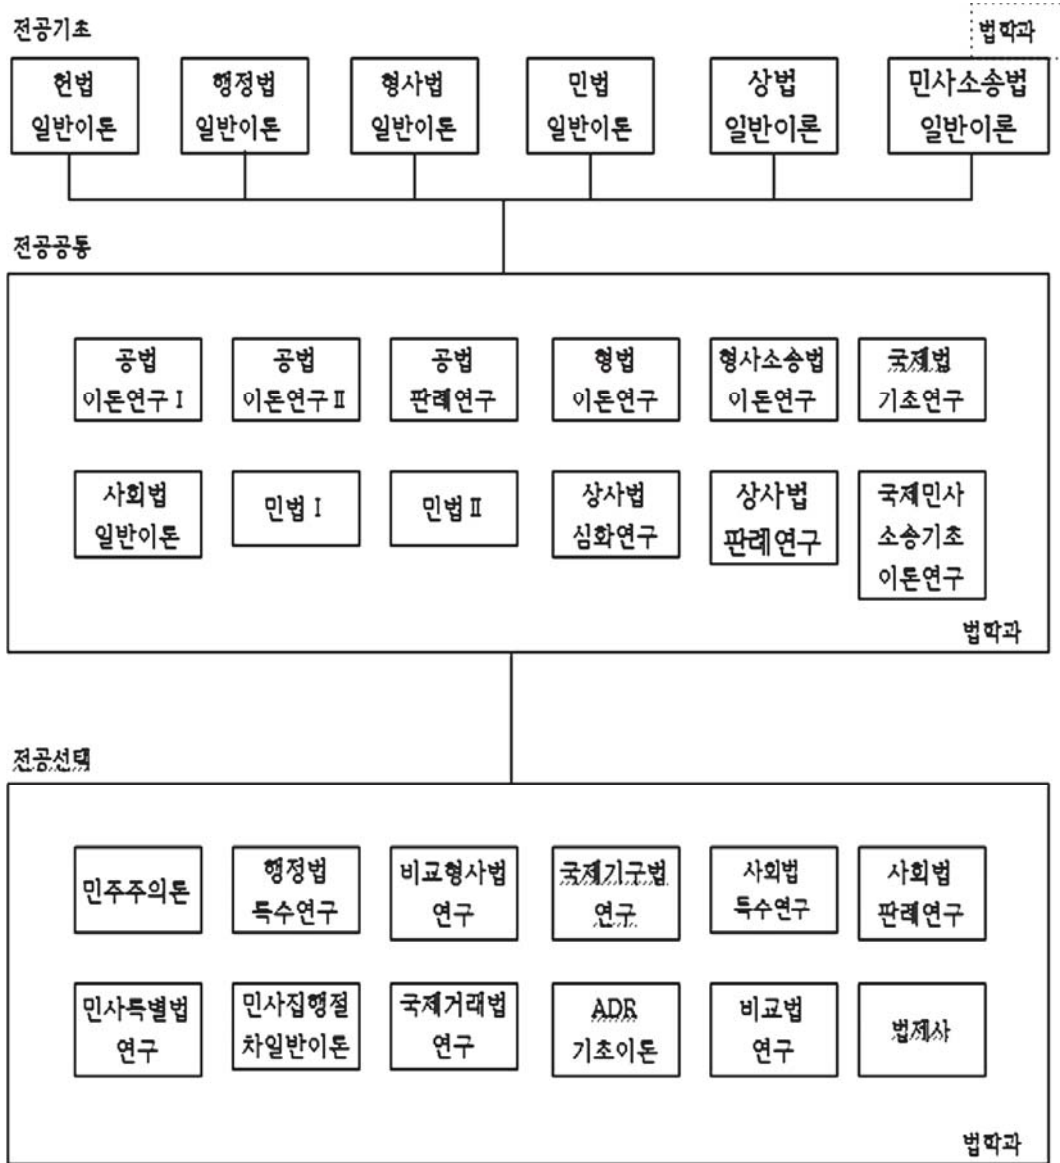 전공기초
법학과
헌법
일반이론
행정법
일반이론
형사법
일반이론
민법
일반이론
상법
일반이론
민사소송법
일반이론
전공공통
공법
이론연구 I
공법
이론연구 II
공법
판례연구
형법
이론연구
형사소송법
이론연구
국제법
기초연구
사회법
일반이론
민법 I
민법 II
상사법
심화연구
상사법
판례연구
국제민사
소송기초
이론연구
법학과
전공선택
민주주의론
행정법
특수연구
비교형사법
연구
국제기구법
연구
사회법
특수연구
사회법
판례연구
민사특별법
연구
민사집행절
차일반이론
국제거래법
연구
ADR
기초이론
비교법
연구
법제사
법학과